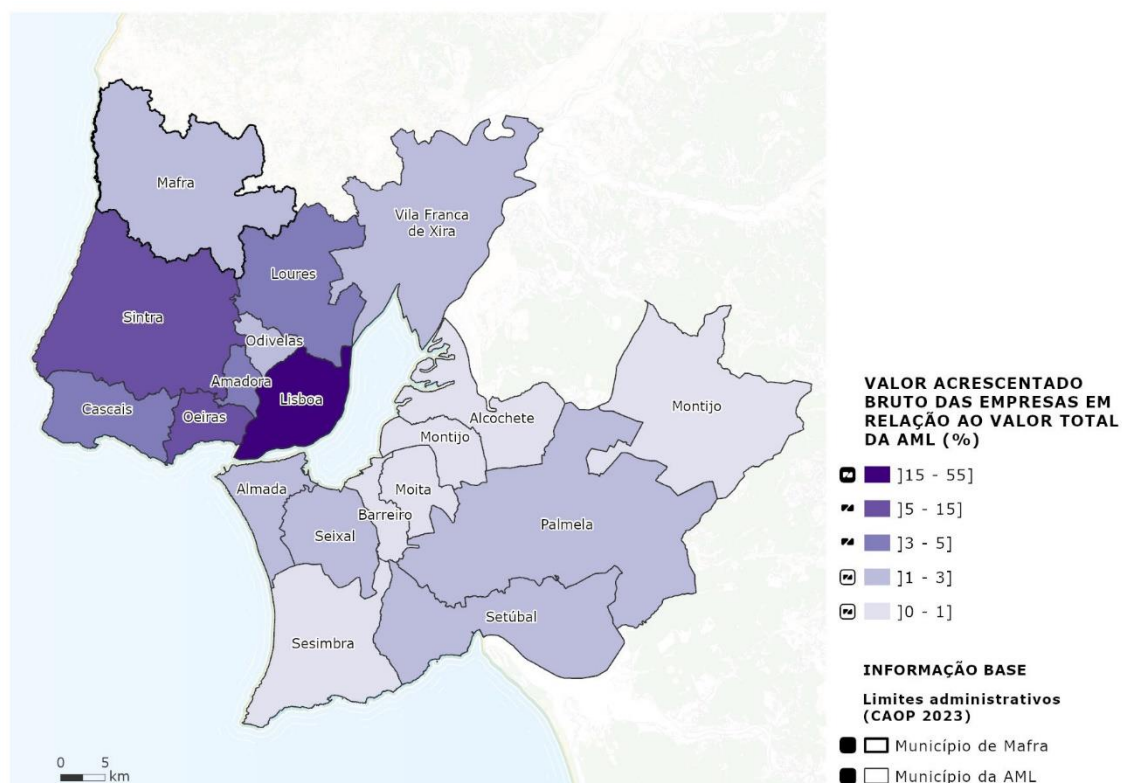 Mafra
Vila Franca
de Xira
Loures
Sintra
Odivelas
Amadora
Lisboa
Cascais
Oeiras
Montijo
Alcochete
Montijo
Almada
Moita
Barreiro
Seixal
Palmela
Setúbal
Sesimbra
0 5
km
VALOR ACRESCENTADO
BRUTO DAS EMPRESAS EM
RELAÇÃO AO VALOR TOTAL
DA AML (%)
]15 - 55]
]5 - 15]
]3 - 5]
]1 - 3]
]0 - 1]
INFORMAÇÃO BASE
Limites administrativos
(CAOP 2023)
Município de Mafra
Município da AML